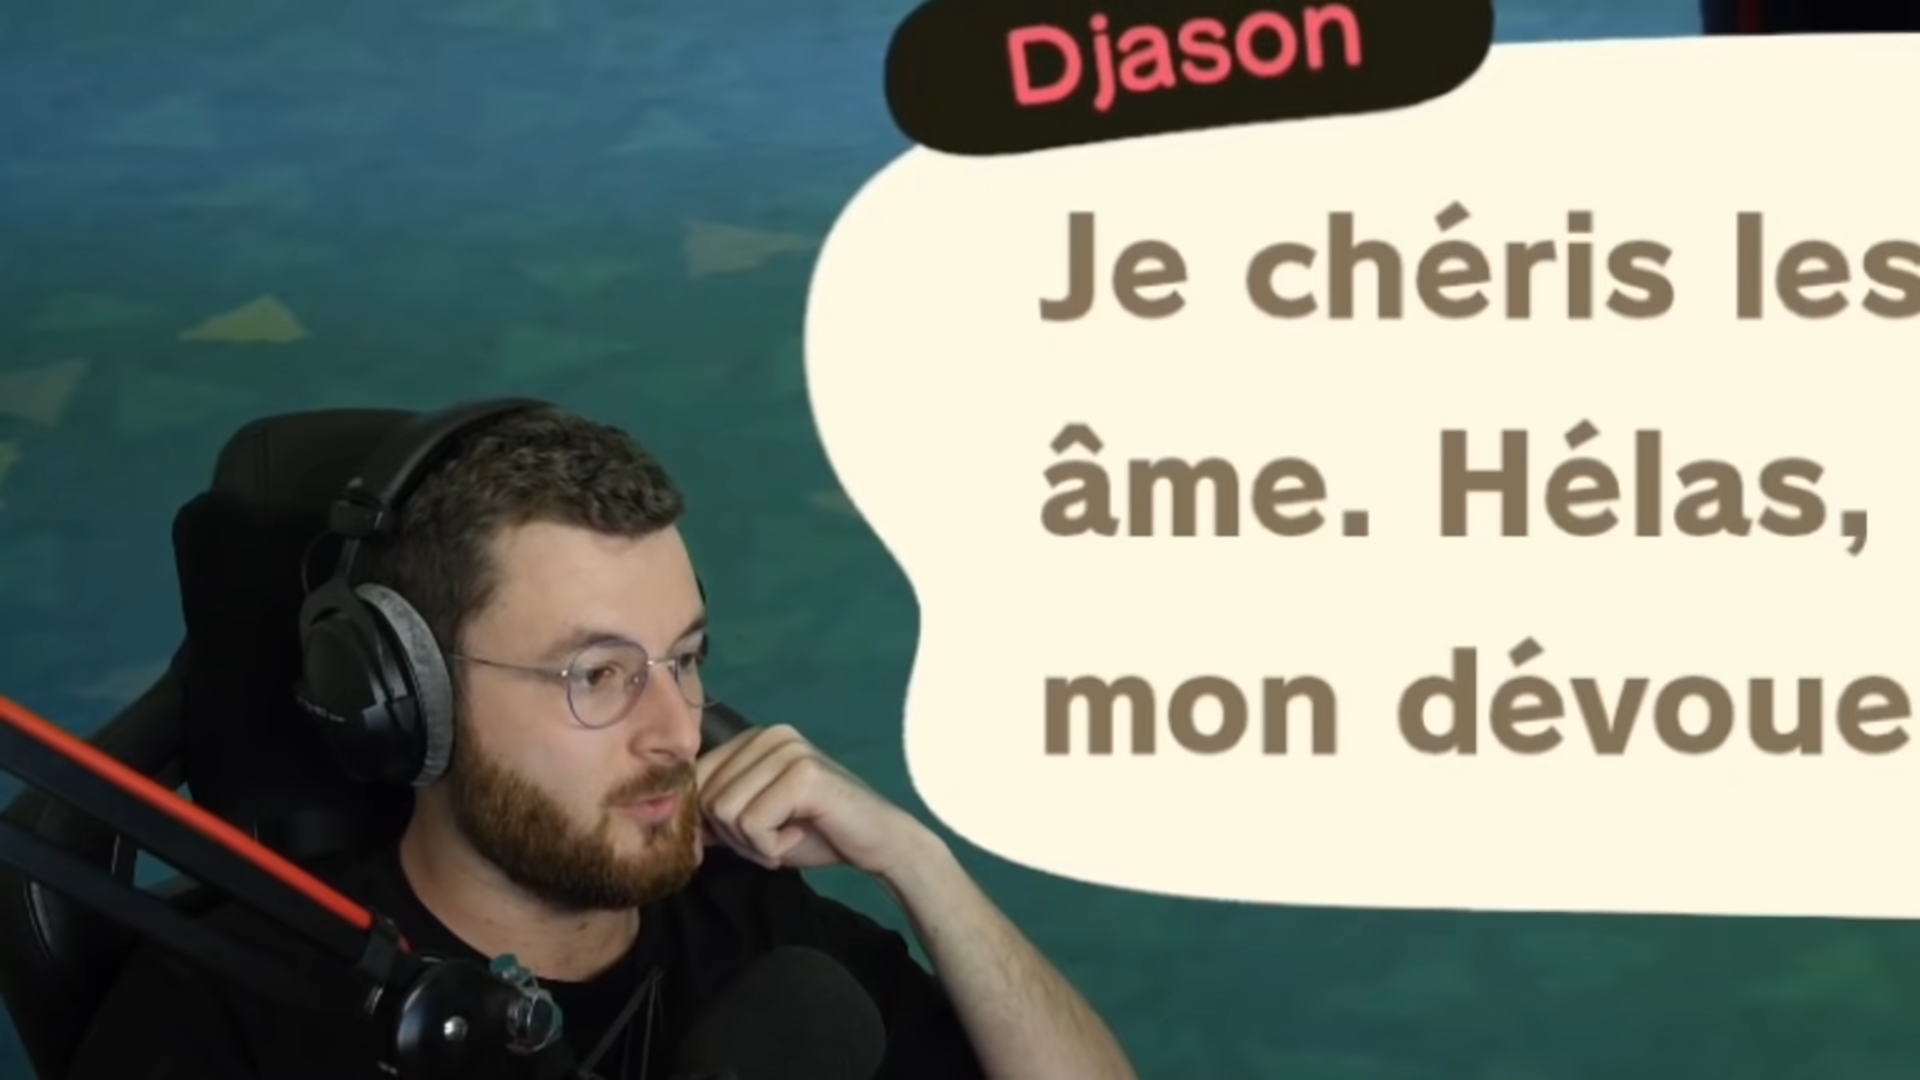 Djason
Je chéris les
âme. Hélas,
mon dévoue